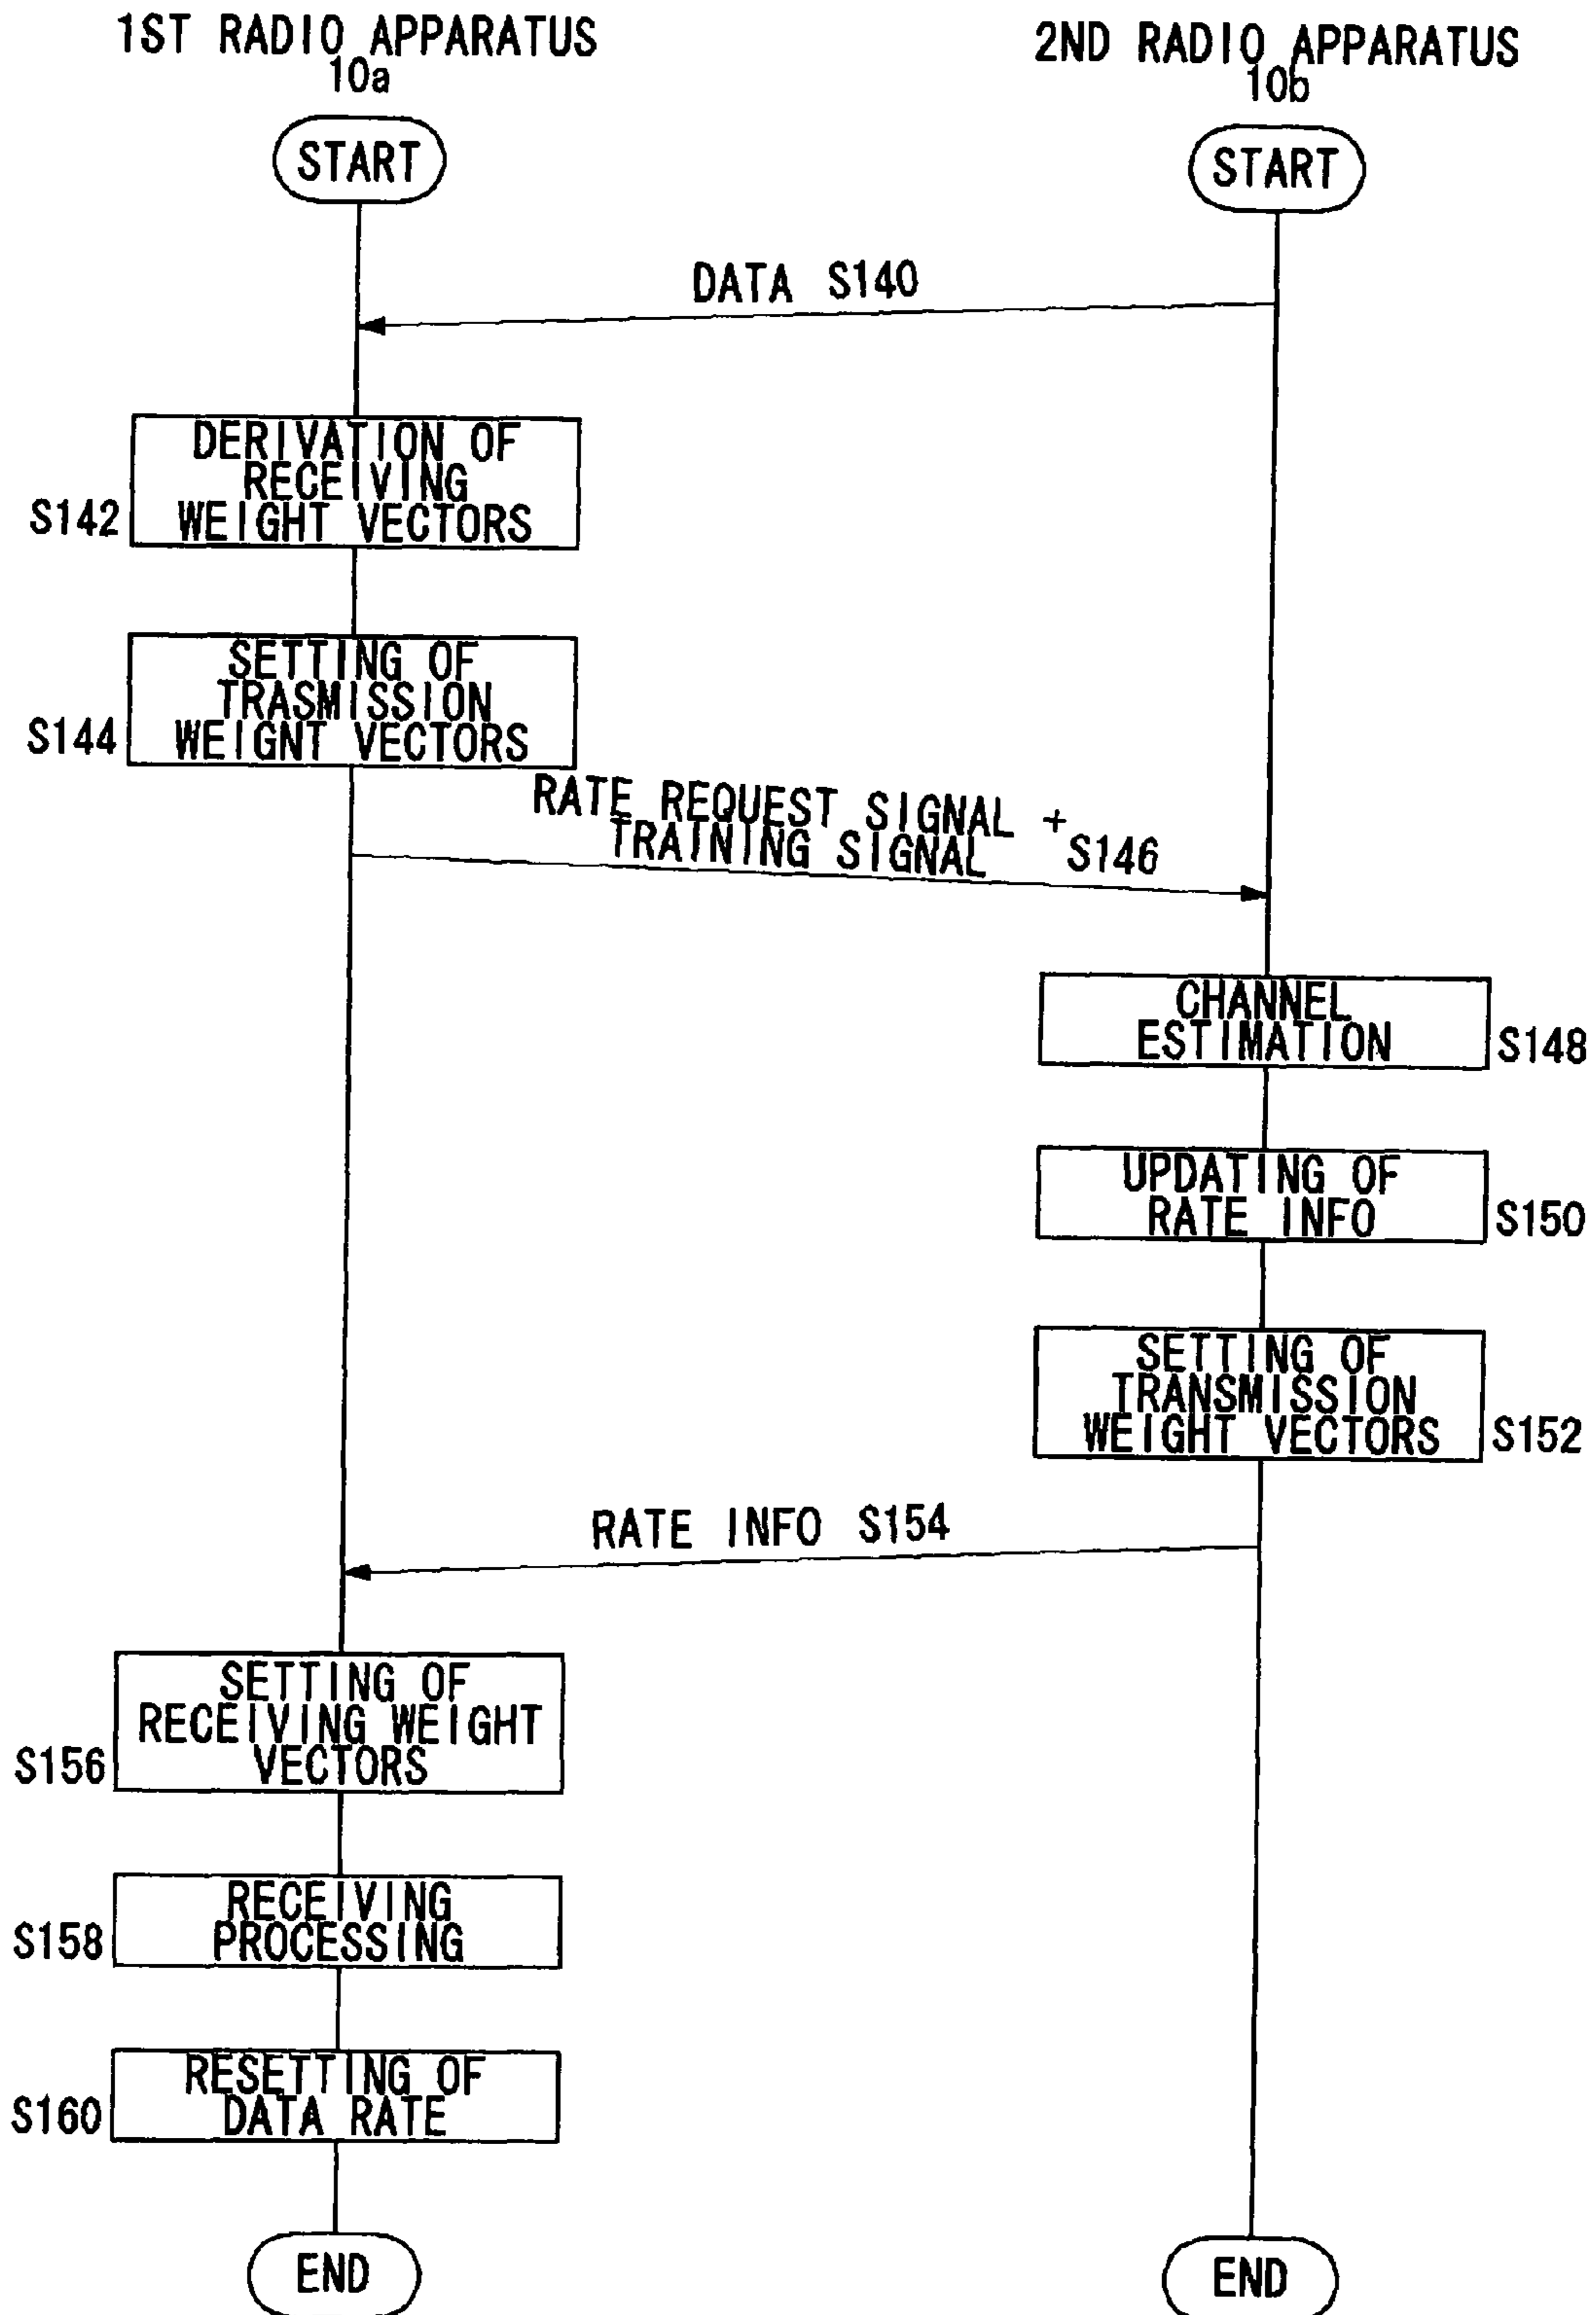 1ST RADIO APPARATUS
10a
2ND RADIO APPARATUS
10b
START
START
DATA S140
DERIVATION OF
RECEIVING
WEIGHT VECTORS
S142
SETTING OF
TRASMISSION
WEIGNT VECTORS
S144
RATE REQUEST SIGNAL +
TRAINING SIGNAL
S146
CHANNEL
ESTIMATION
S148
UPDATING OF
RATE INFO
S150
SETTING OF
TRANSMISSION
WEIGHT VECTORS
S152
RATE INFO S154
SETTING OF
RECEIVING WEIGHT
VECTORS
S156
RECEIVING
PROCESSING
S158
RESETTING OF
DATA RATE
S160
END
END